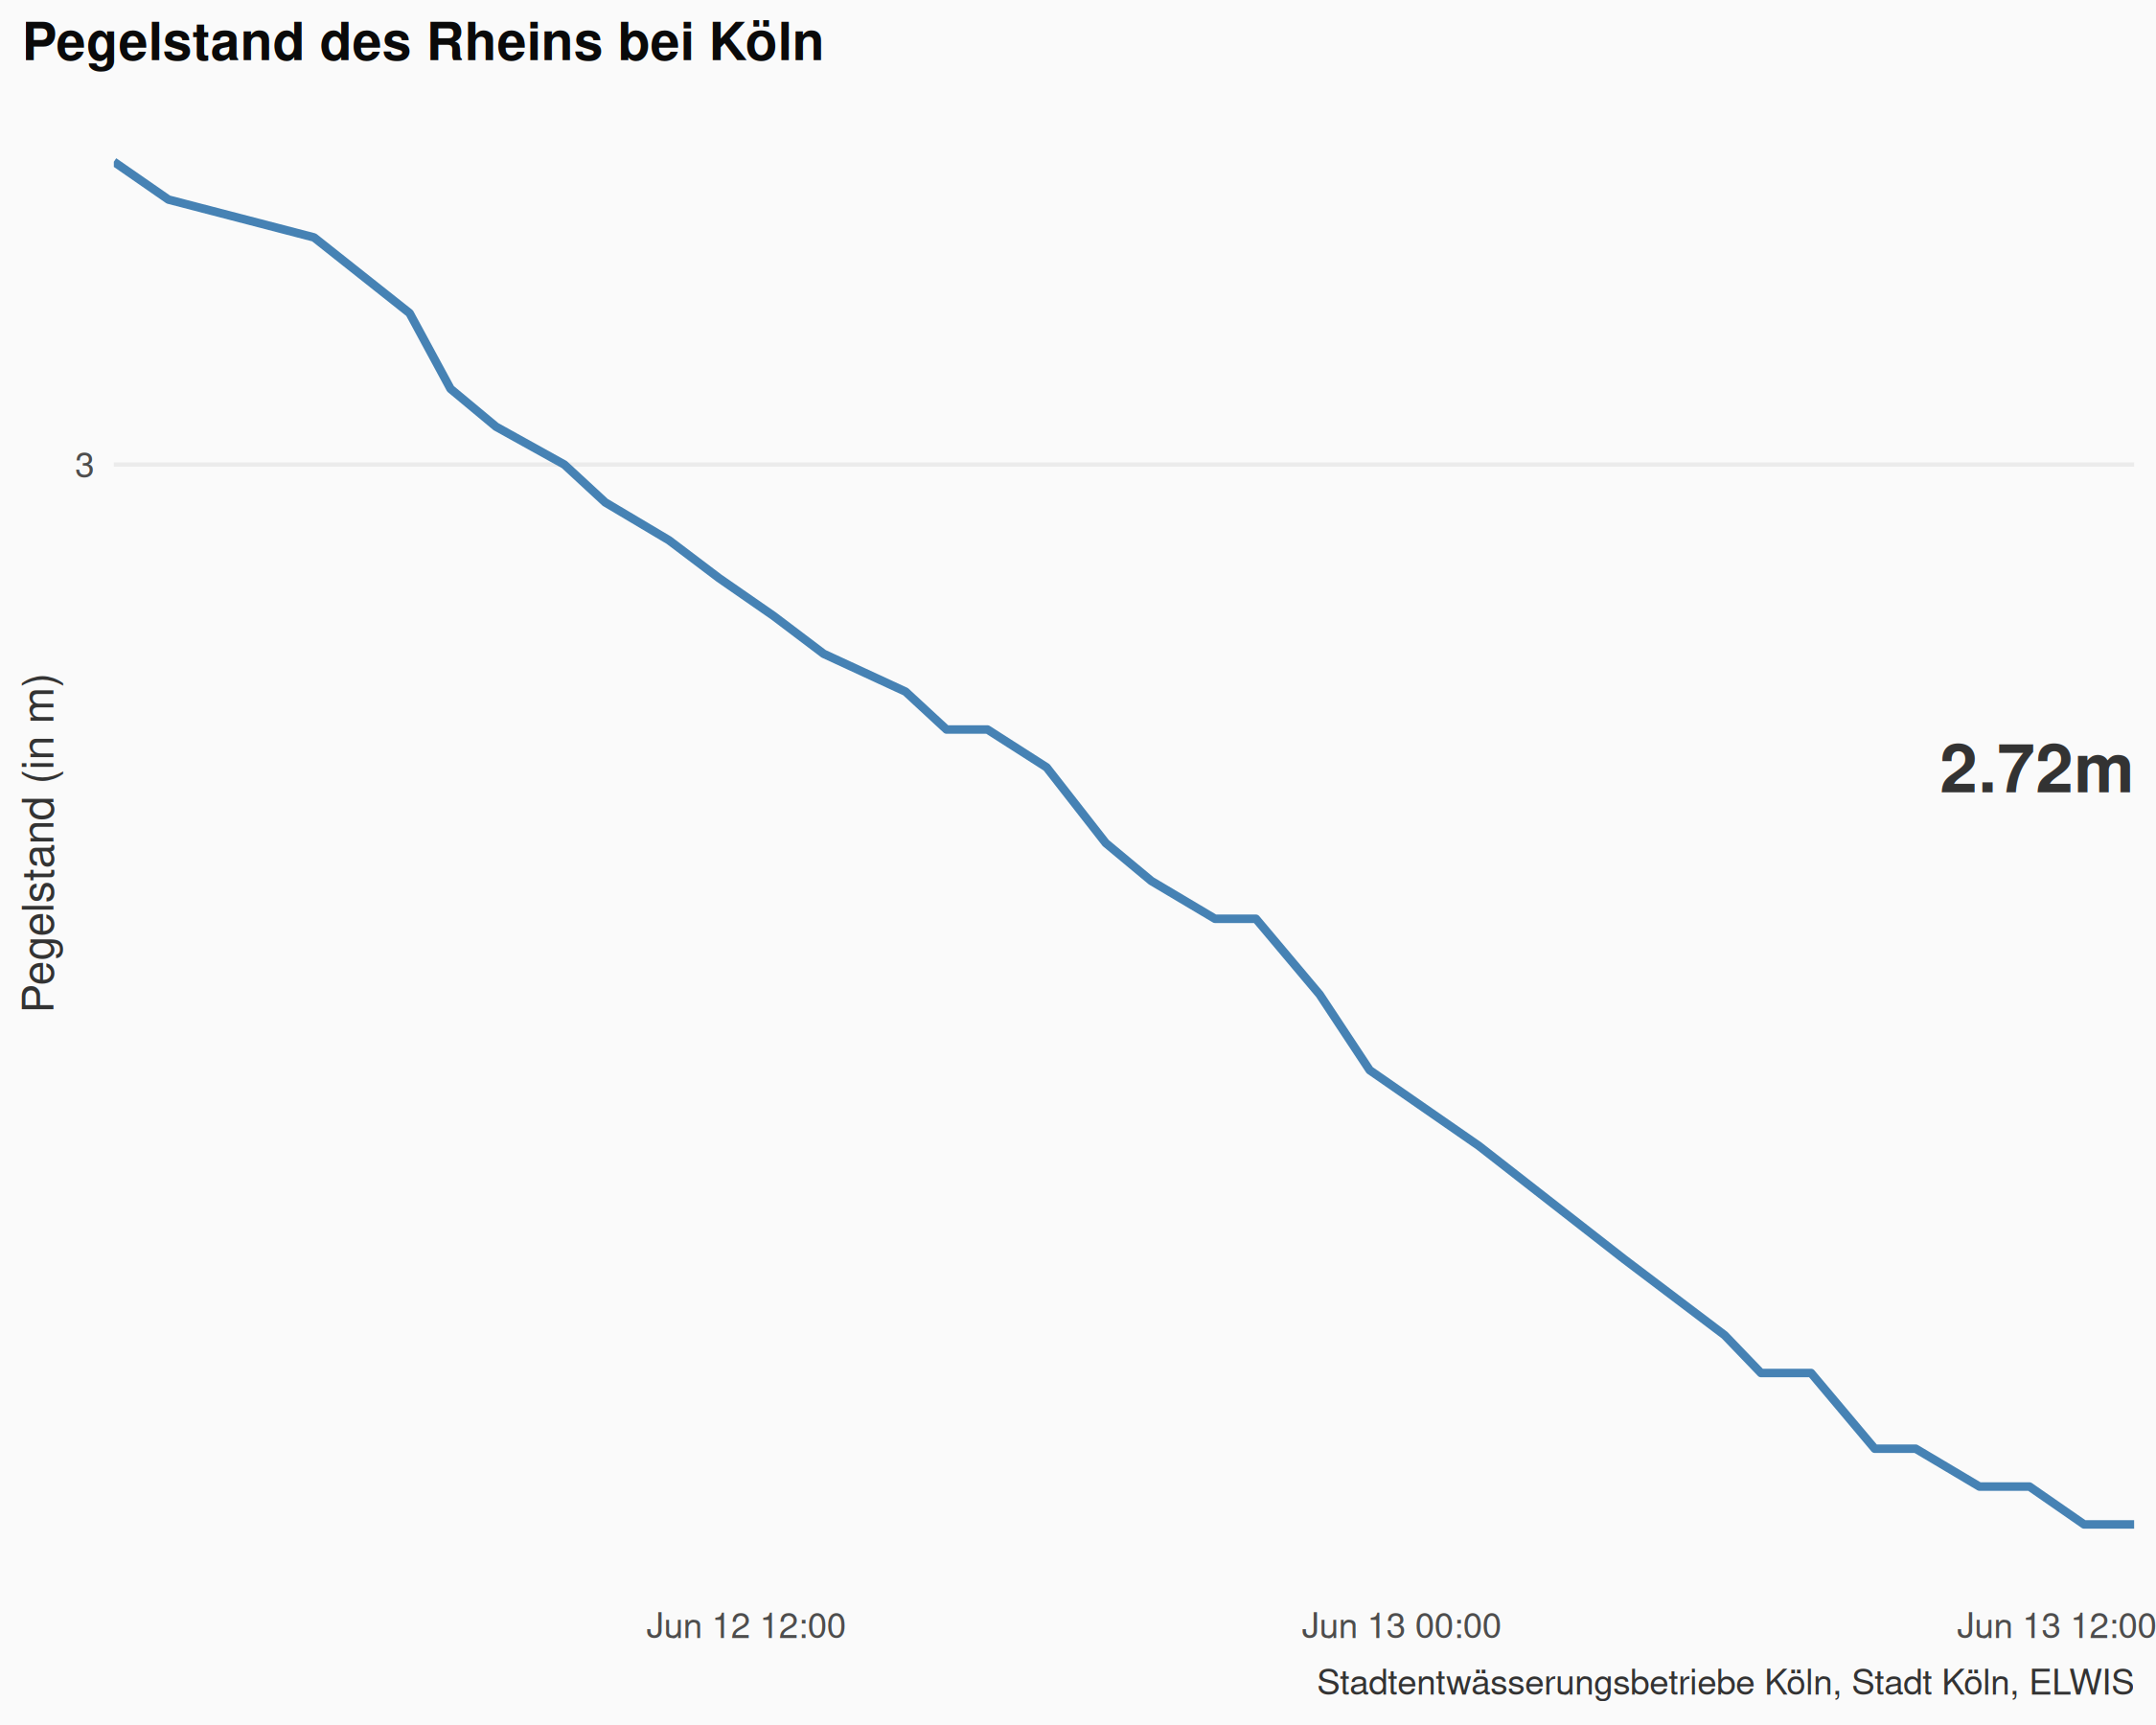 Pegelstand des Rheins bei Köln
3
Pegelstand (in m)
2.72m
Jun 12 12:00
Jun 13 00:00
Jun 13 12:00
Stadtentwässerungsbetriebe Köln, Stadt Köln, ELWIS